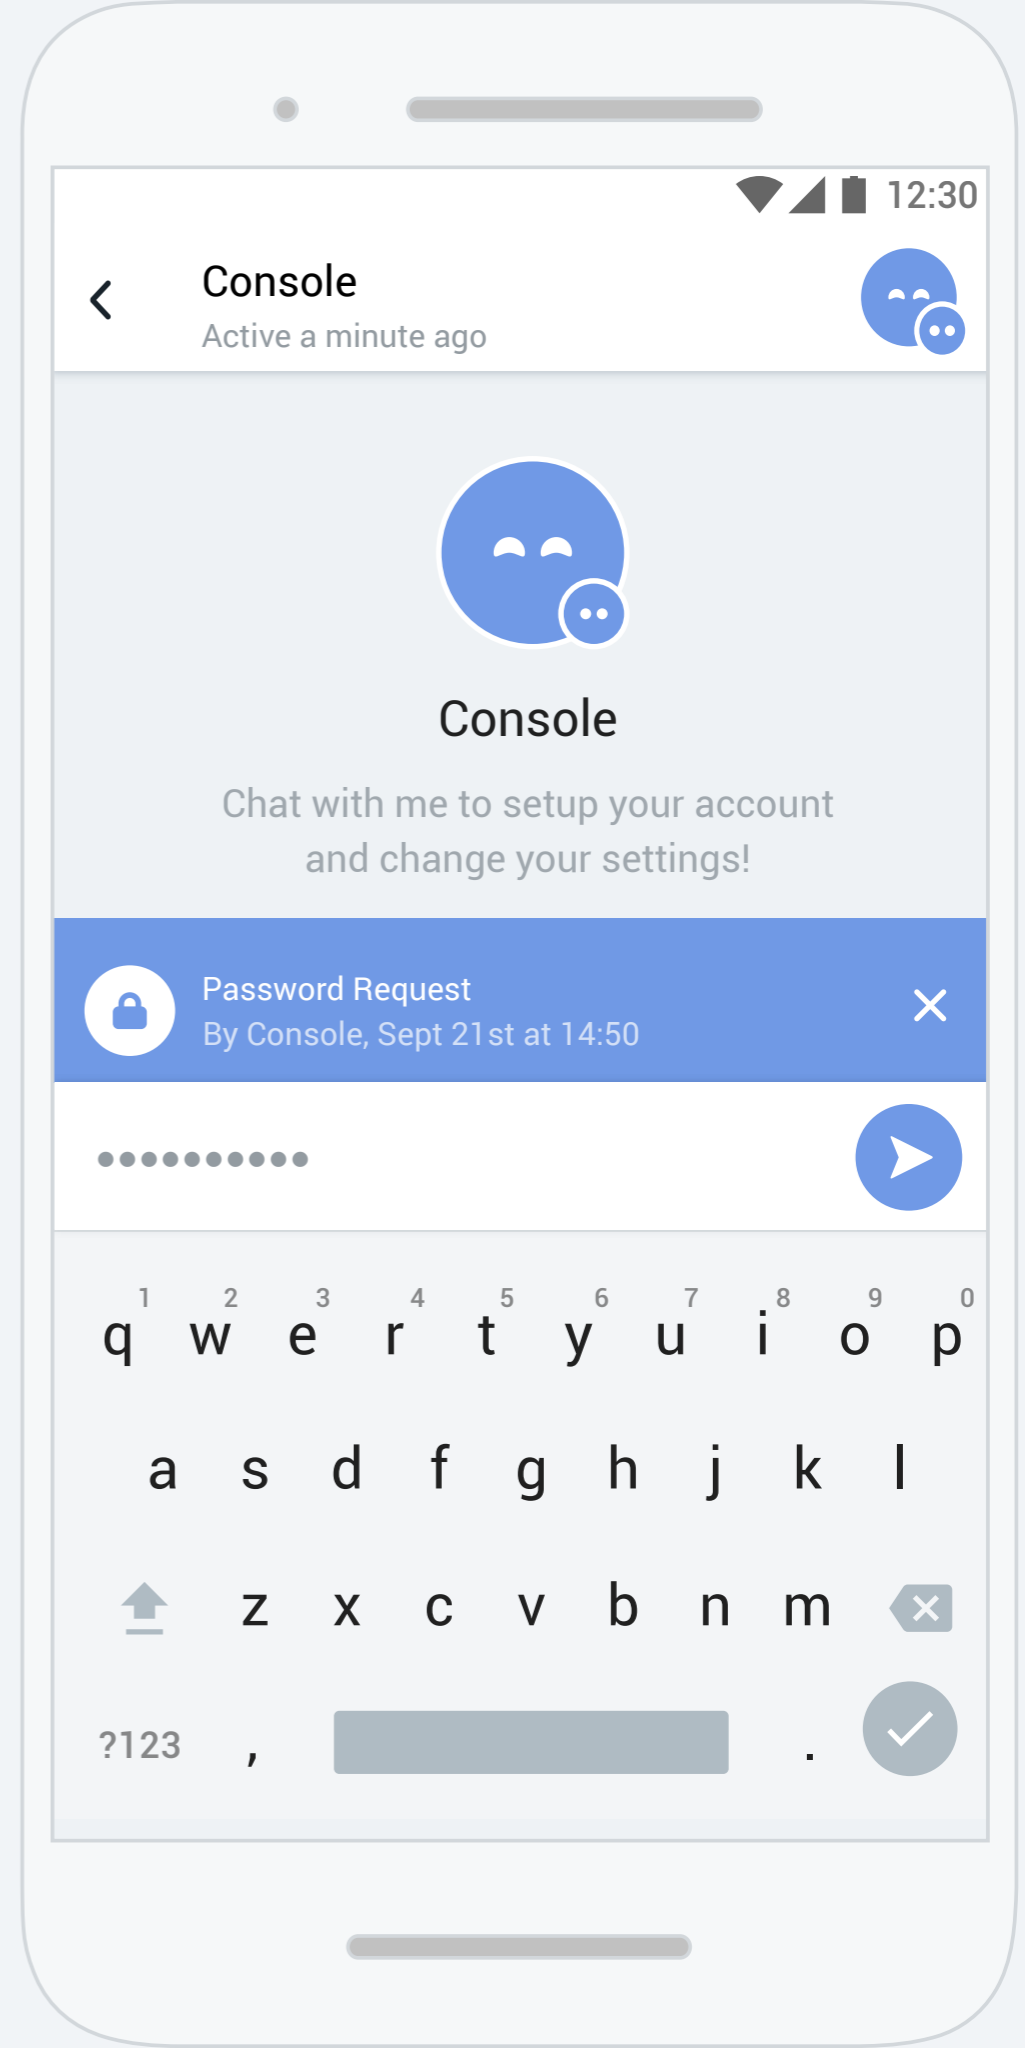 12:30
Console
Active a minute ago
Console
Chat with me to setup your account
and change your settings!
Password Request
By Console, Sept 21st at 14:50
••••••••••
1 2 3 4 5 6 7 8 9 0
q w e r t y u i o p
a s d f g h j k l
z x c v b n m
?123 , .